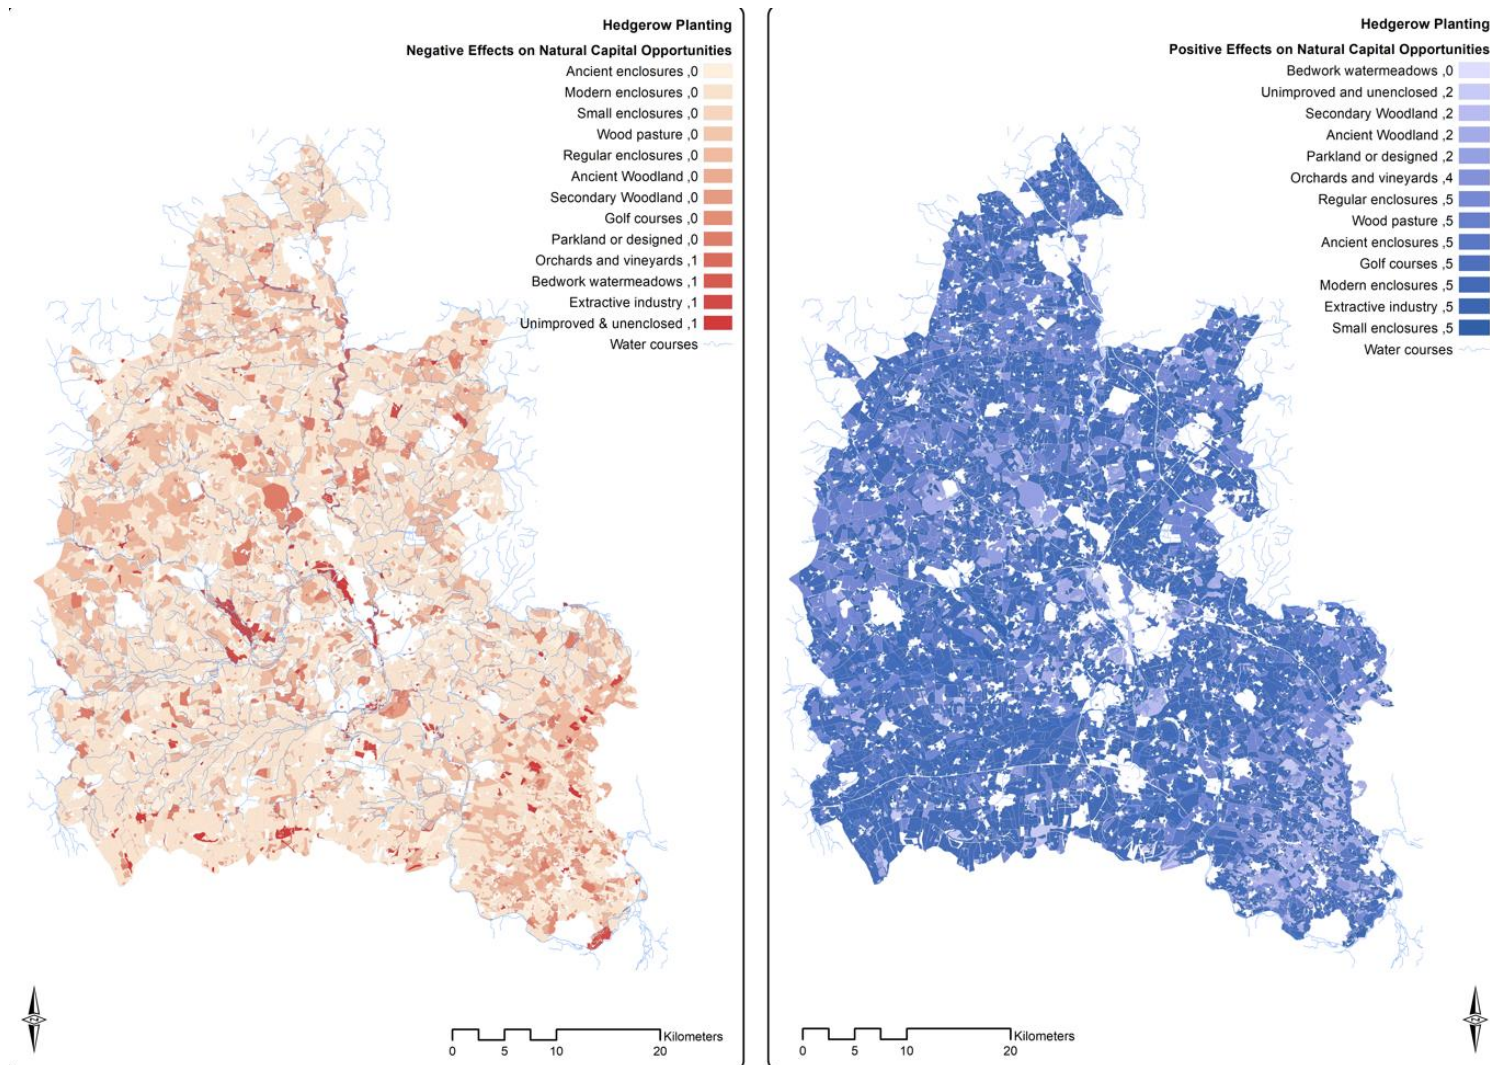 Hedgerow Planting
Negative Effects on Natural Capital Opportunities
Ancient enclosures ,0
Modern enclosures ,0
Small enclosures ,0
Wood pasture ,0
Regular enclosures ,0
Ancient Woodland ,0
Secondary Woodland ,0
Golf courses ,0
Parkland or designed ,0
Orchards and vineyards ,1
Bedwork watermeadows ,1
Extractive industry ,1
Unimproved & unenclosed ,1
Water courses
N
Kilometers
0 5 10 20
Hedgerow Planting
Positive Effects on Natural Capital Opportunities
Bedwork watermeadows ,0
Unimproved and unenclosed ,2
Secondary Woodland ,2
Ancient Woodland ,2
Parkland or designed ,2
Orchards and vineyards ,4
Regular enclosures ,5
Wood pasture ,5
Ancient enclosures ,5
Golf courses ,5
Modern enclosures ,5
Extractive industry ,5
Small enclosures ,5
Water courses
Kilometers
0 5 10 20
N